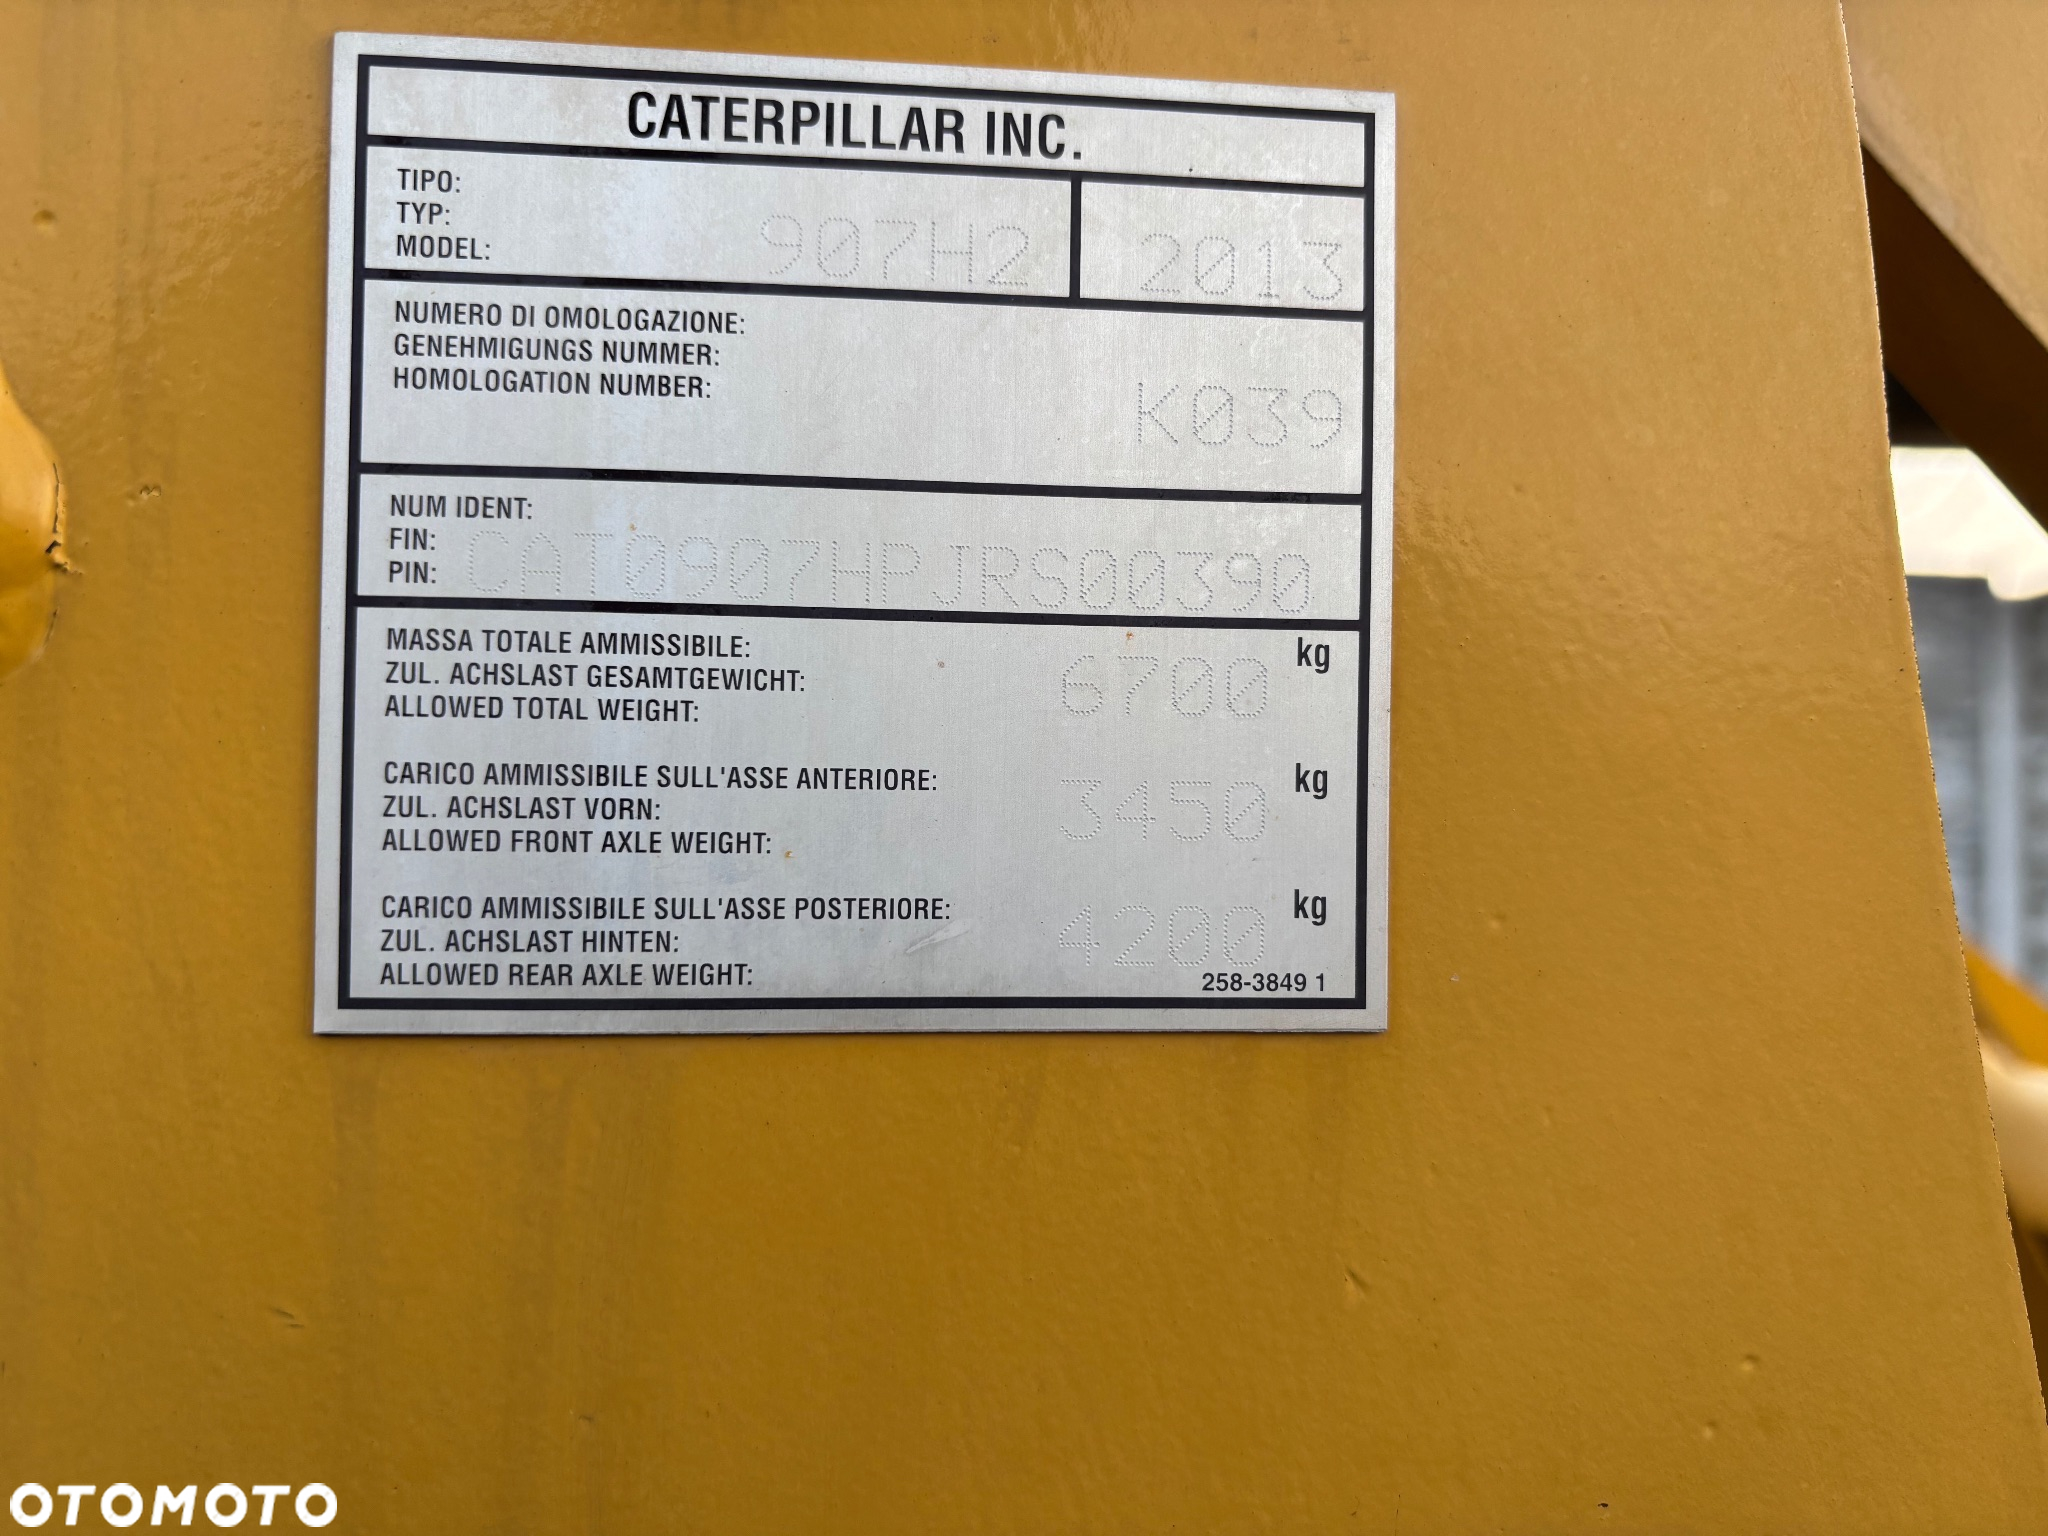 CATERPILLAR INC.
TIPO:
TYP:
MODEL: 907H2 2013
NUMERO DI OMOLOGAZIONE:
GENEHMIGUNGS NUMMER:
HOMOLOGATION NUMBER: K039
NUM IDENT:
FIN:
PIN: CAT0907HPJRS00390
MASSA TOTALE AMMISSIBILE: kg
ZUL. ACHSLAST GESAMTGEWICHT: 6700
ALLOWED TOTAL WEIGHT:
CARICO AMMISSIBILE SULL'ASSE ANTERIORE: kg
ZUL. ACHSLAST VORN: 3450
ALLOWED FRONT AXLE WEIGHT:
CARICO AMMISSIBILE SULL'ASSE POSTERIORE: kg
ZUL. ACHSLAST HINTEN: 4200
ALLOWED REAR AXLE WEIGHT: 258-3849 1
OTOMOTO